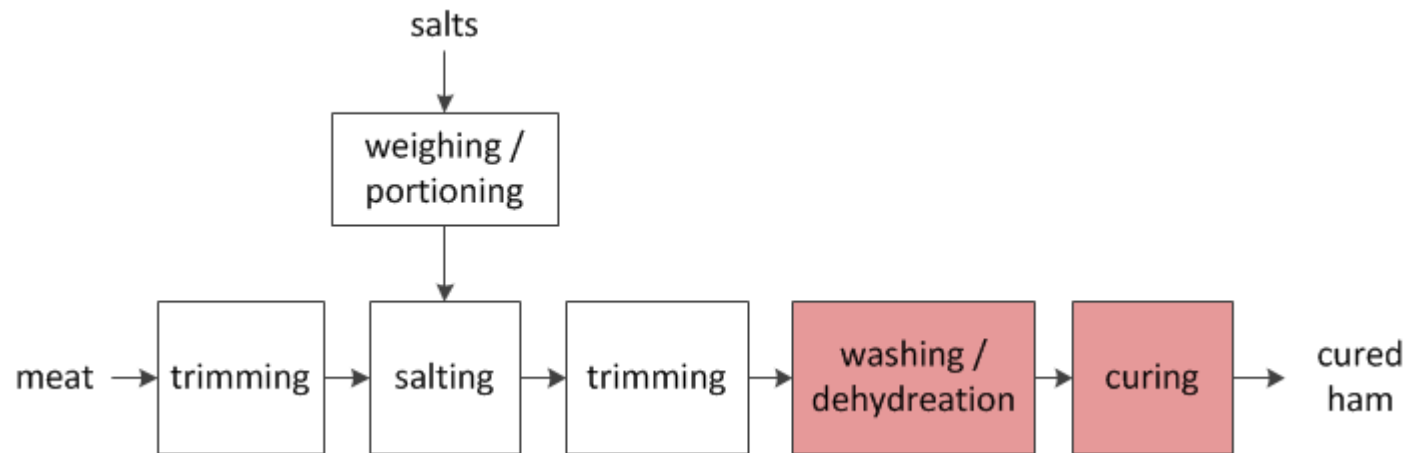 salts
weighing /
portioning
meat
trimming
salting
trimming
washing /
dehydreation
curing
cured
ham